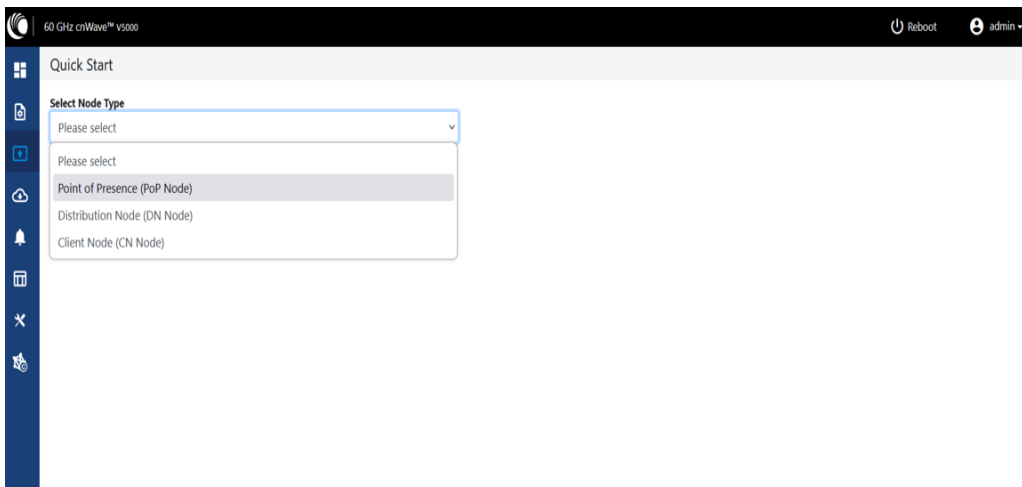 60 GHz cnWave™ V5000
Reboot
admin
Quick Start
Select Node Type
Please select
Please select
Point of Presence (PoP Node)
Distribution Node (DN Node)
Client Node (CN Node)